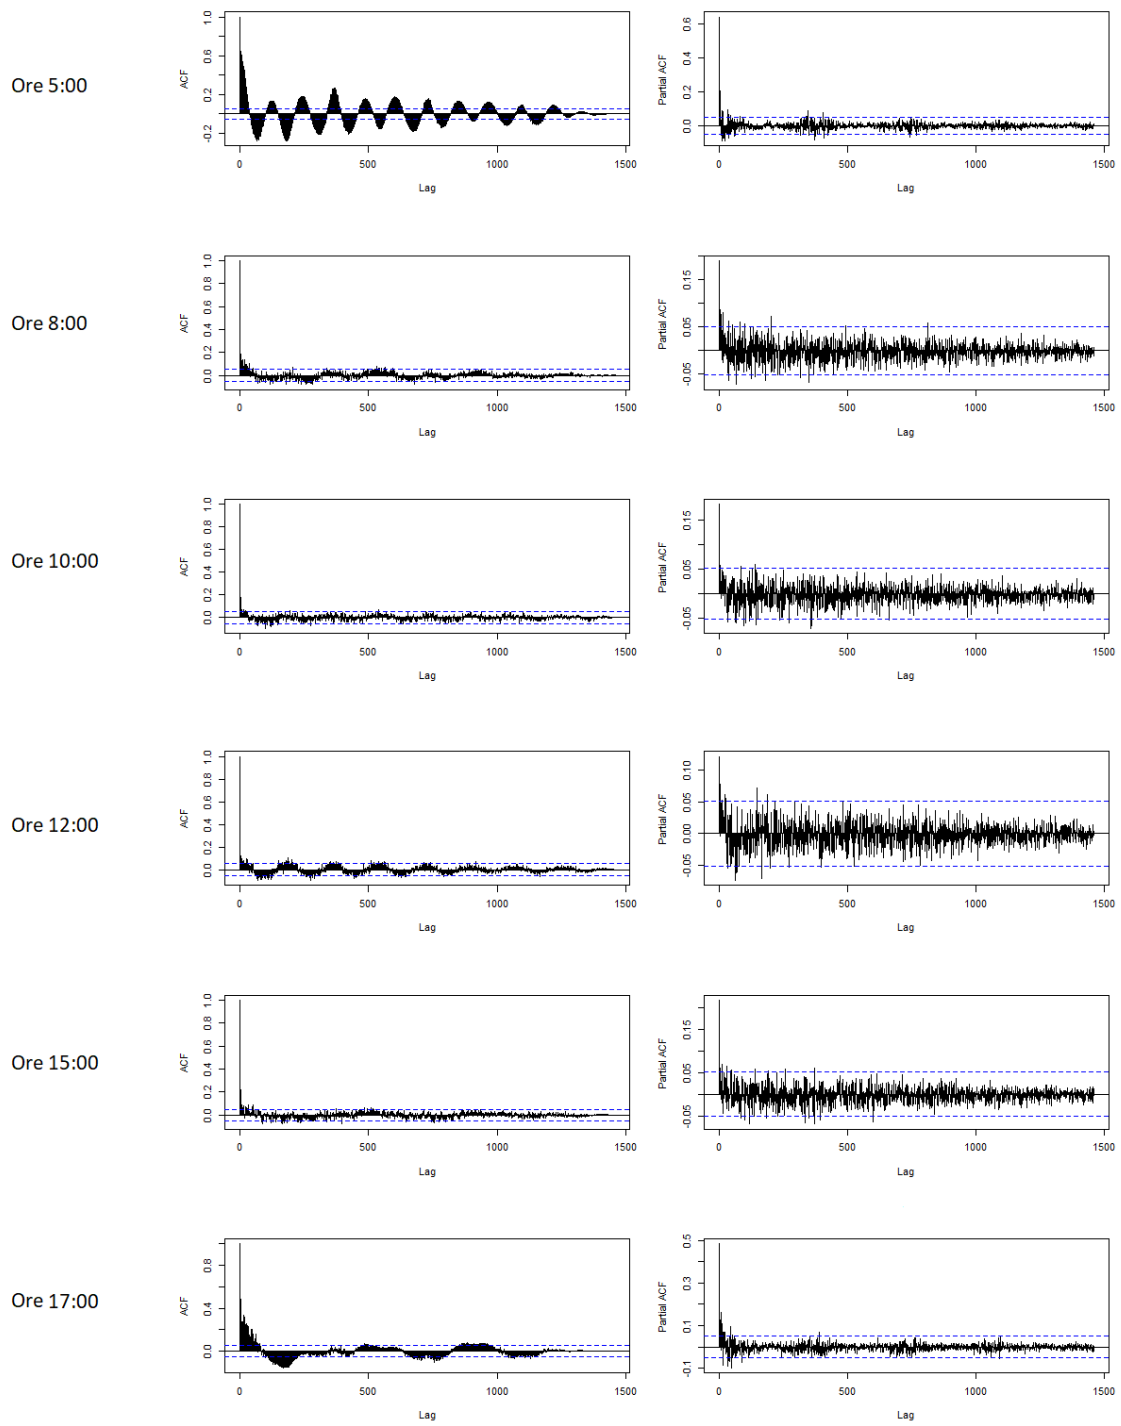 Ore 5:00
ACF
-0.2 0.2 0.6 1.0
0 500 1000 1500
Lag
Partial ACF
0.0 0.2 0.4 0.6
0 500 1000 1500
Lag
Ore 8:00
ACF
0.0 0.2 0.4 0.6 0.8 1.0
0 500 1000 1500
Lag
Partial ACF
-0.05 0.05 0.15
0 500 1000 1500
Lag
Ore 10:00
ACF
0.0 0.2 0.4 0.6 0.8 1.0
0 500 1000 1500
Lag
Partial ACF
-0.05 0.05 0.15
0 500 1000 1500
Lag
Ore 12:00
ACF
0.0 0.2 0.4 0.6 0.8 1.0
0 500 1000 1500
Lag
Partial ACF
-0.05 0.00 0.05 0.10
0 500 1000 1500
Lag
Ore 15:00
ACF
0.0 0.2 0.4 0.6 0.8 1.0
0 500 1000 1500
Lag
Partial ACF
-0.05 0.05 0.15
0 500 1000 1500
Lag
Ore 17:00
ACF
0.0 0.4 0.8
0 500 1000 1500
Lag
Partial ACF
-0.1 0.1 0.3 0.5
0 500 1000 1500
Lag